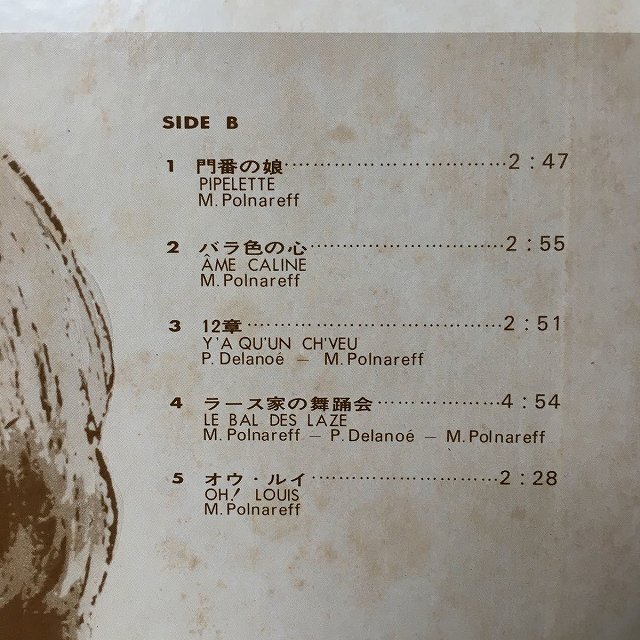 SIDE B
1 門番の娘 2:47
PIPELETTE
M. Polnareff
2 バラ色の心 2:55
ÂME CALINE
M. Polnareff
3 12章 2:51
Y'A QU'UN CH'VEU
P. Delanoé — M. Polnareff
4 ラース家の舞踊会 4:54
LE BAL DES LAZE
M. Polnareff — P. Delanoé — M. Polnareff
5 オウ・ルイ 2:28
OH! LOUIS
M. Polnareff